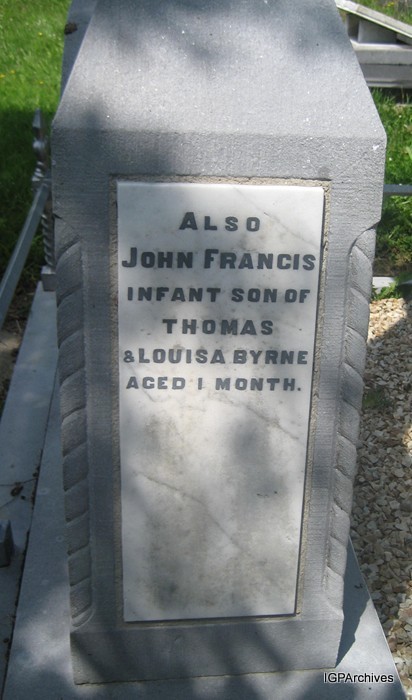 ALSO
JOHN FRANCIS
INFANT SON OF
THOMAS
& LOUISA BYRNE
AGED 1 MONTH.
IGPArchives